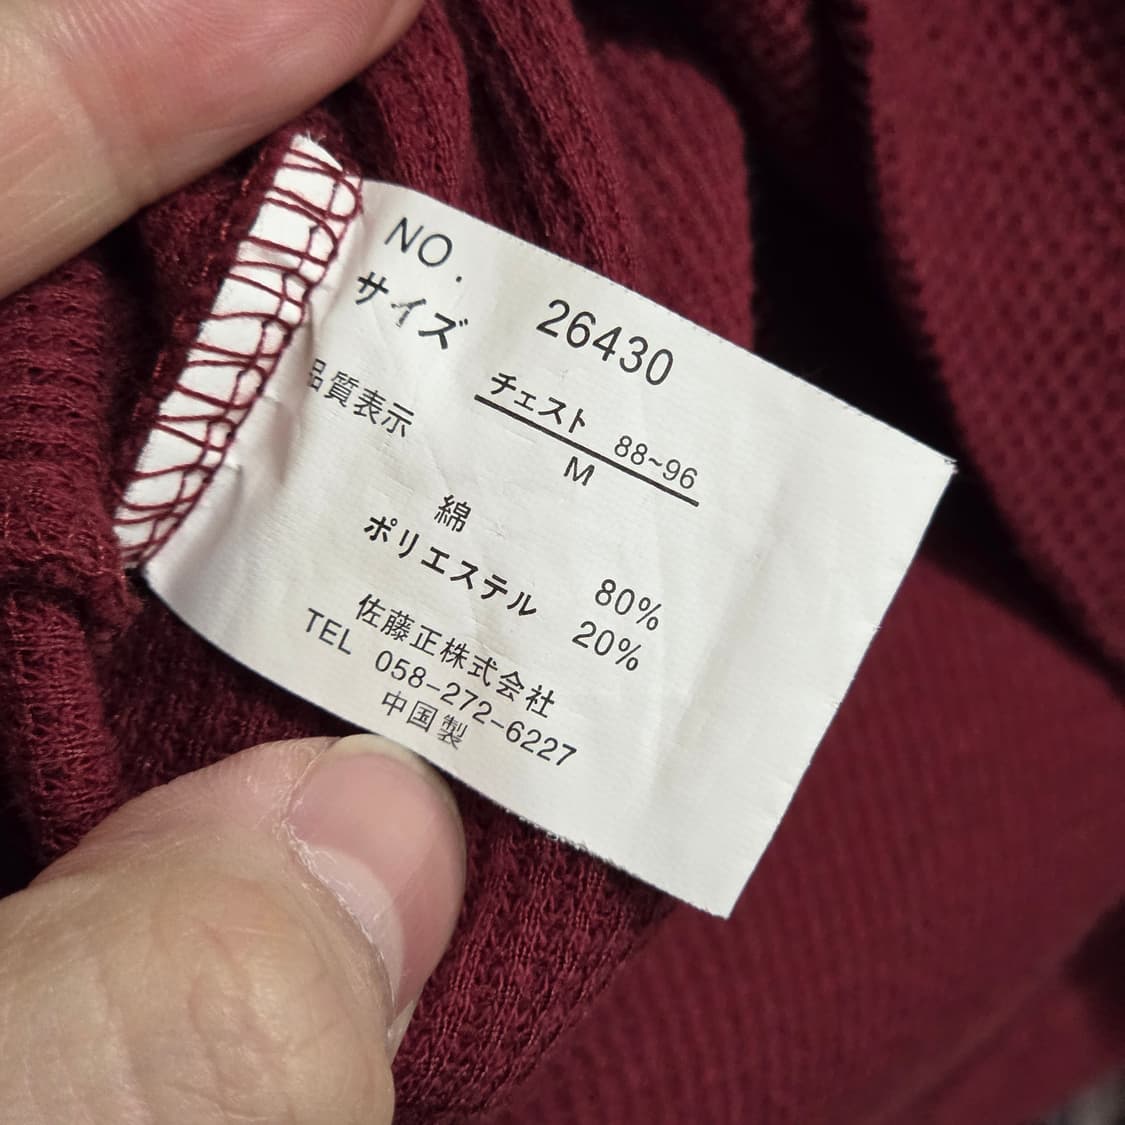 NO. 26430
サイズ チェスト 88~96
M
品質表示
綿 80%
ポリエステル 20%
佐藤正株式会社
TEL 058-272-6227
中国製